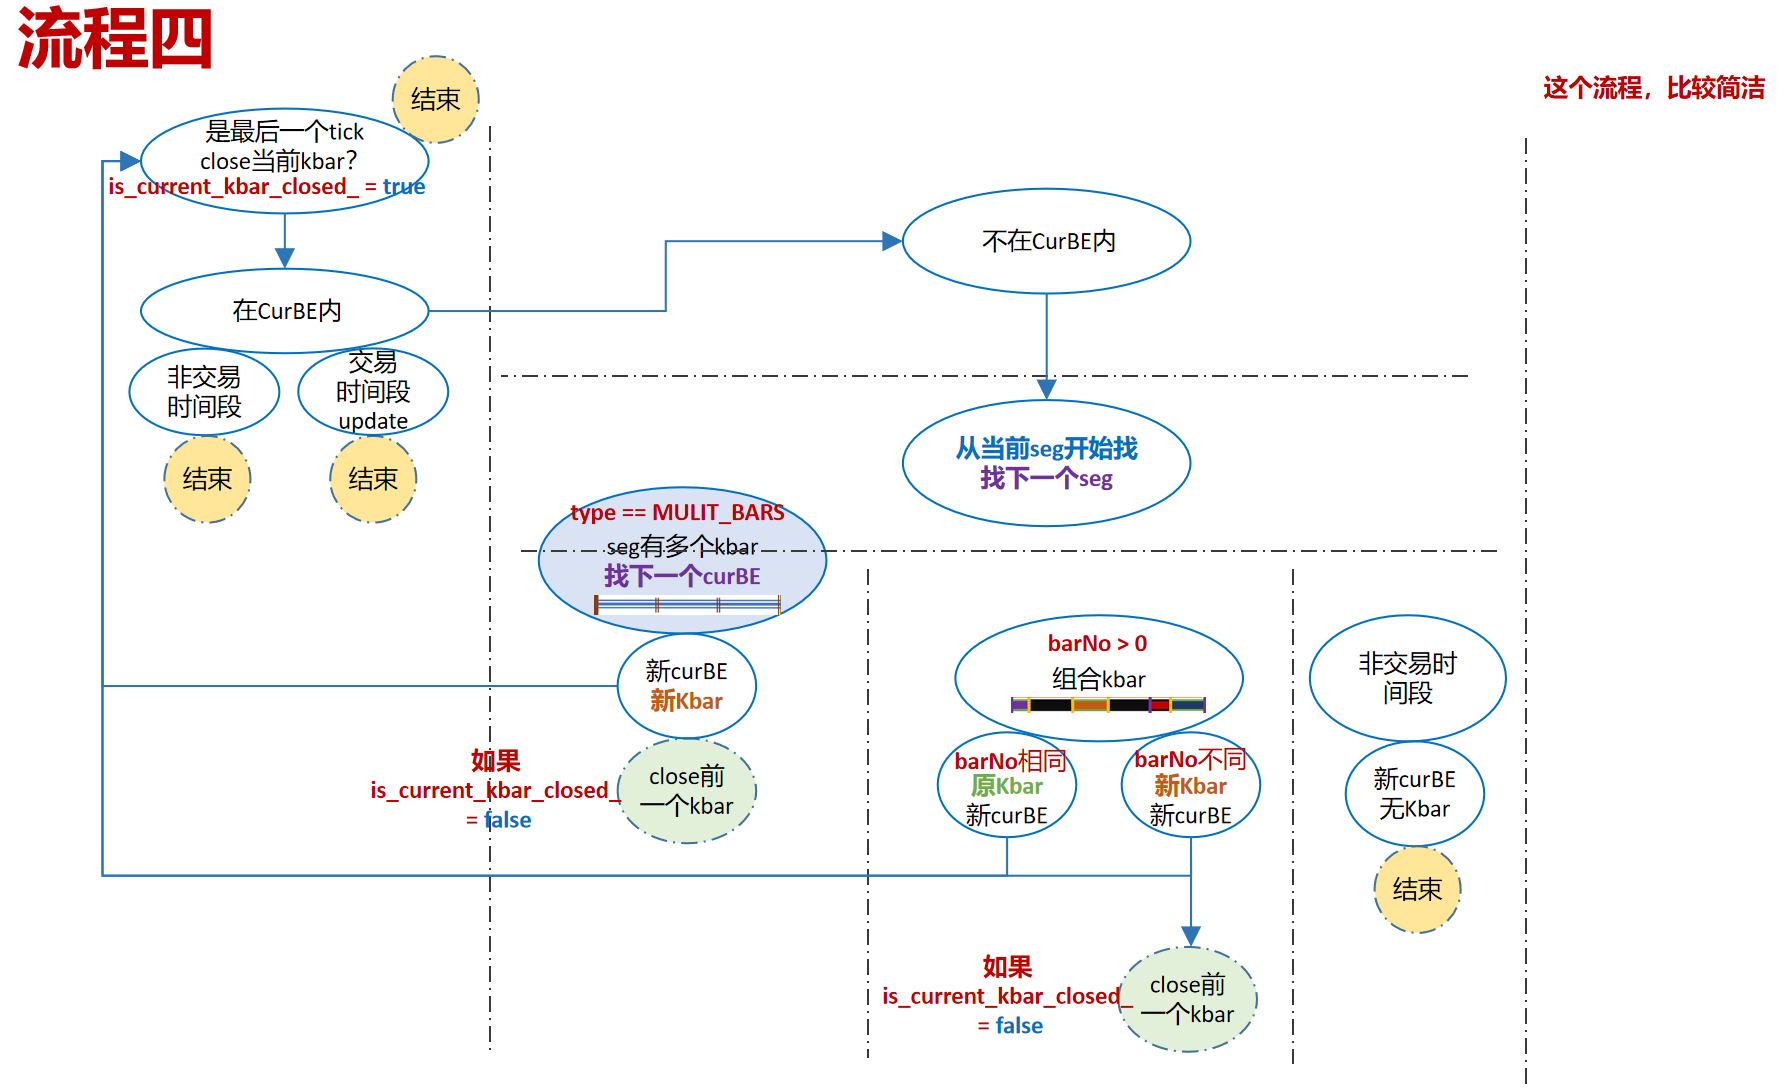 流程四
这个流程，比较简洁
结束
是最后一个tick
close当前kbar？
is_current_kbar_closed_ = true
不在CurBE内
在CurBE内
非交易
时间段
交易
时间段
update
结束
结束
从当前seg开始找
找下一个seg
type == MULIT_BARS
seg有多个kbar
找下一个curBE
新curBE
新Kbar
如果
is_current_kbar_closed_
= false
close前
一个kbar
barNo > 0
组合kbar
barNo相同
原Kbar
新curBE
barNo不同
新Kbar
新curBE
非交易时
间段
新curBE
无Kbar
结束
如果
is_current_kbar_closed_
= false
close前
一个kbar